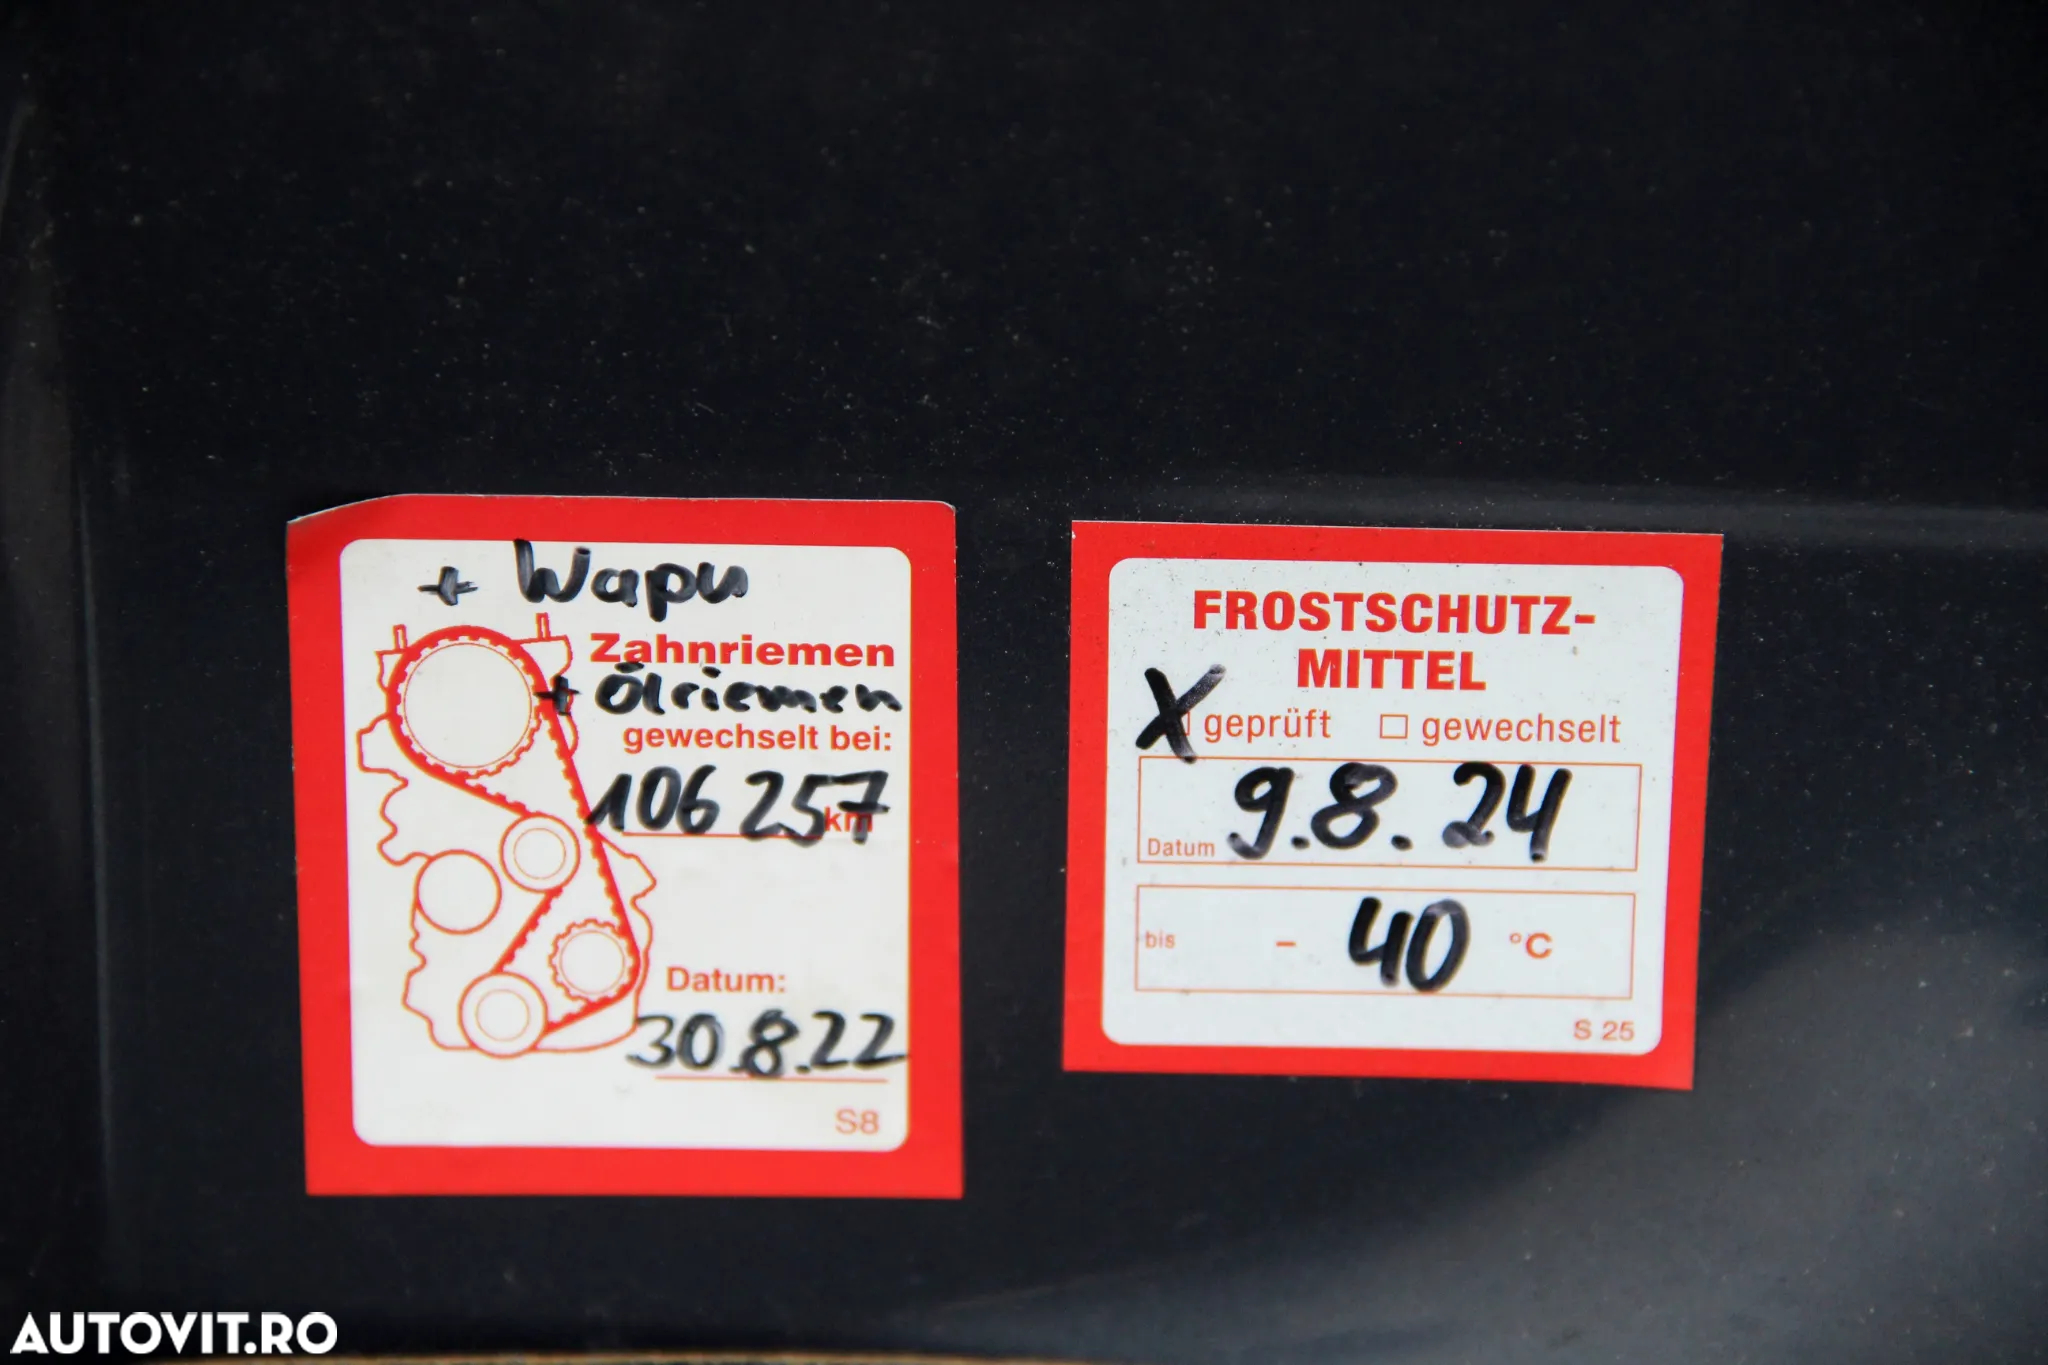 + Wapu
Zahnriemen
+ Ölriemen
gewechselt bei:
106 257 km
Datum:
30.8.22
S8
FROSTSCHUTZ-
MITTEL
X geprüft □ gewechselt
Datum 9.8.24
bis - 40 °C
S 25
AUTOVIT.RO